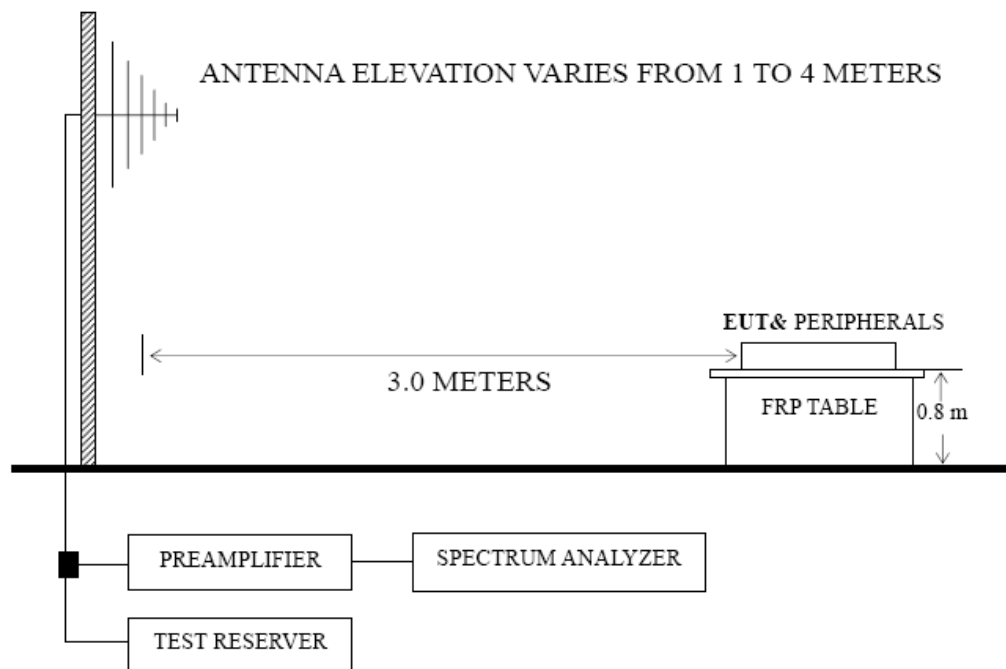 ANTENNA ELEVATION VARIES FROM 1 TO 4 METERS
EUT& PERIPHERALS
3.0 METERS
FRP TABLE
0.8 m
PREAMPLIFIER
SPECTRUM ANALYZER
TEST RESERVER